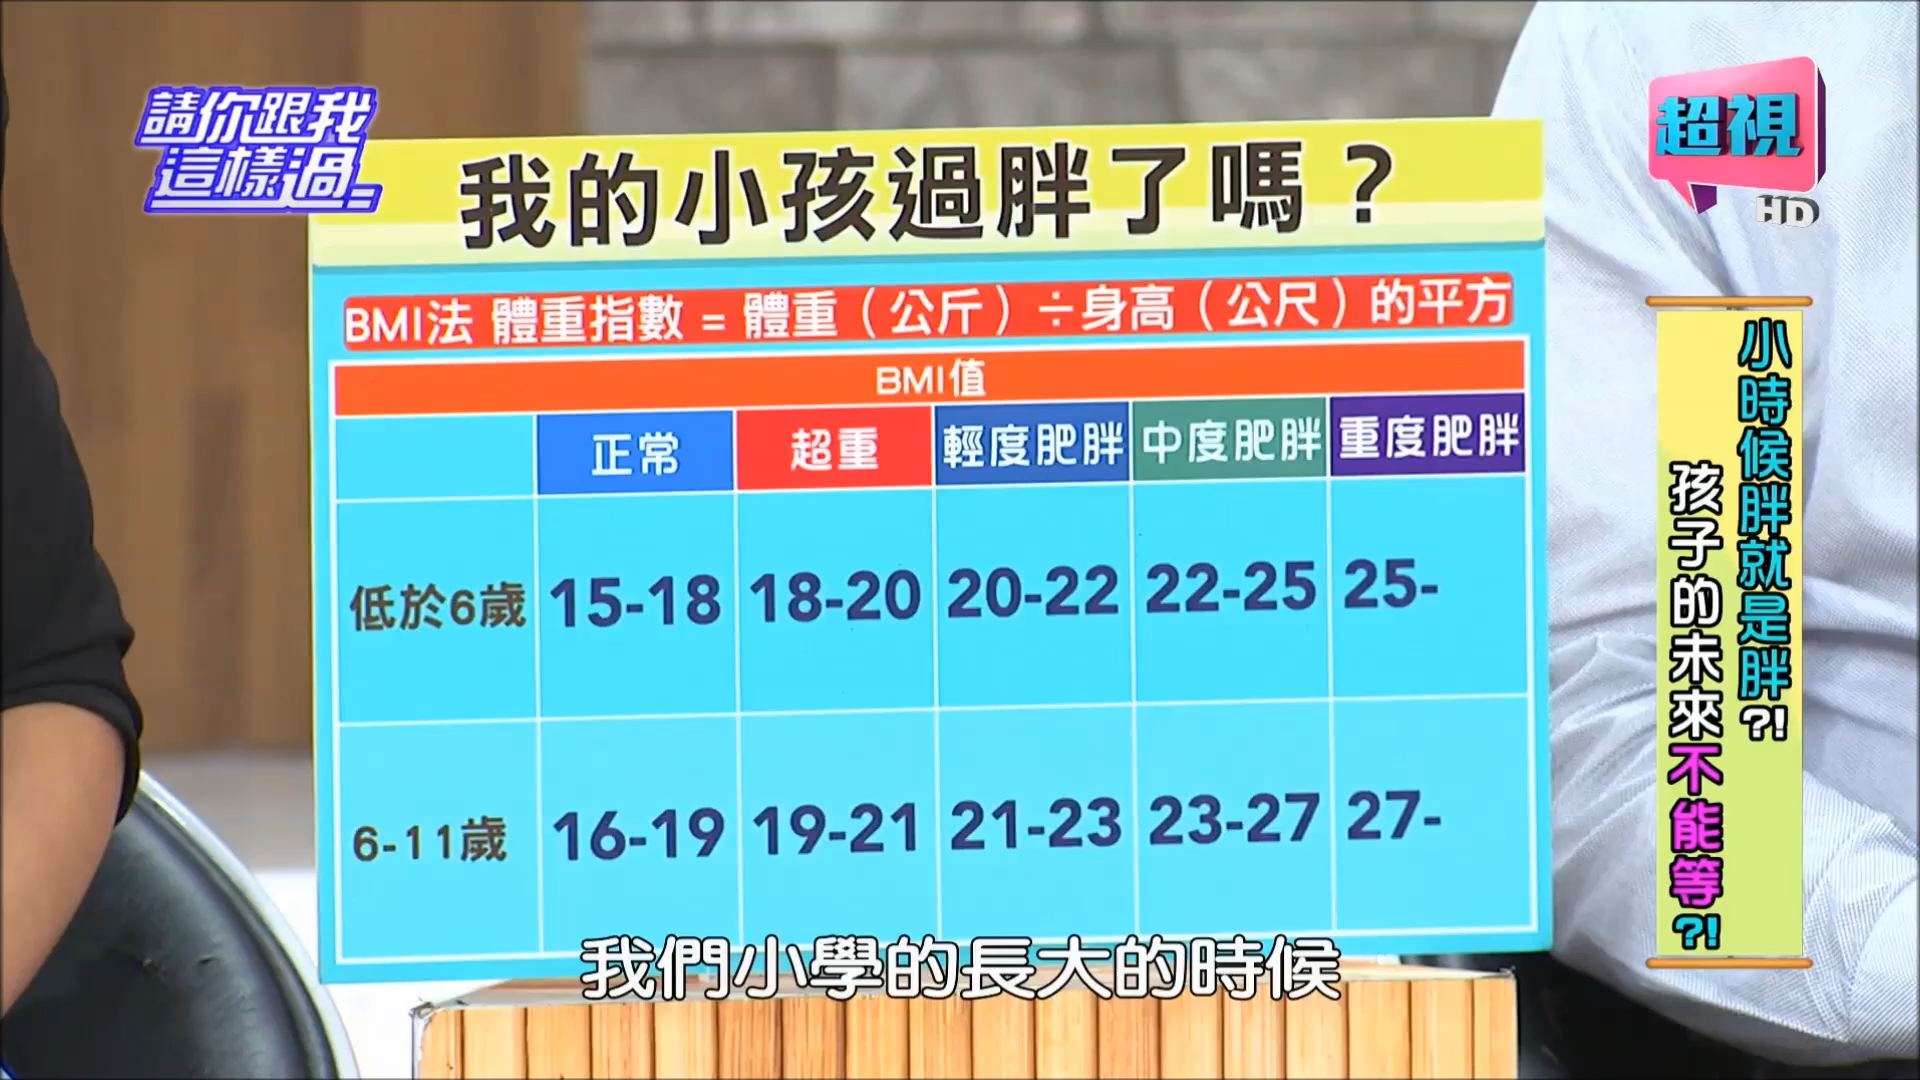 請你跟我
這樣過
超視
HD
我的小孩過胖了嗎？
BMI法 體重指數 = 體重（公斤）÷身高（公尺）的平方
BMI值
正常 超重 輕度肥胖 中度肥胖 重度肥胖
低於6歲 15-18 18-20 20-22 22-25 25-
6-11歲 16-19 19-21 21-23 23-27 27-
小時候胖就是胖?!
孩子的未來不能等?!
我們小學的長大的時候